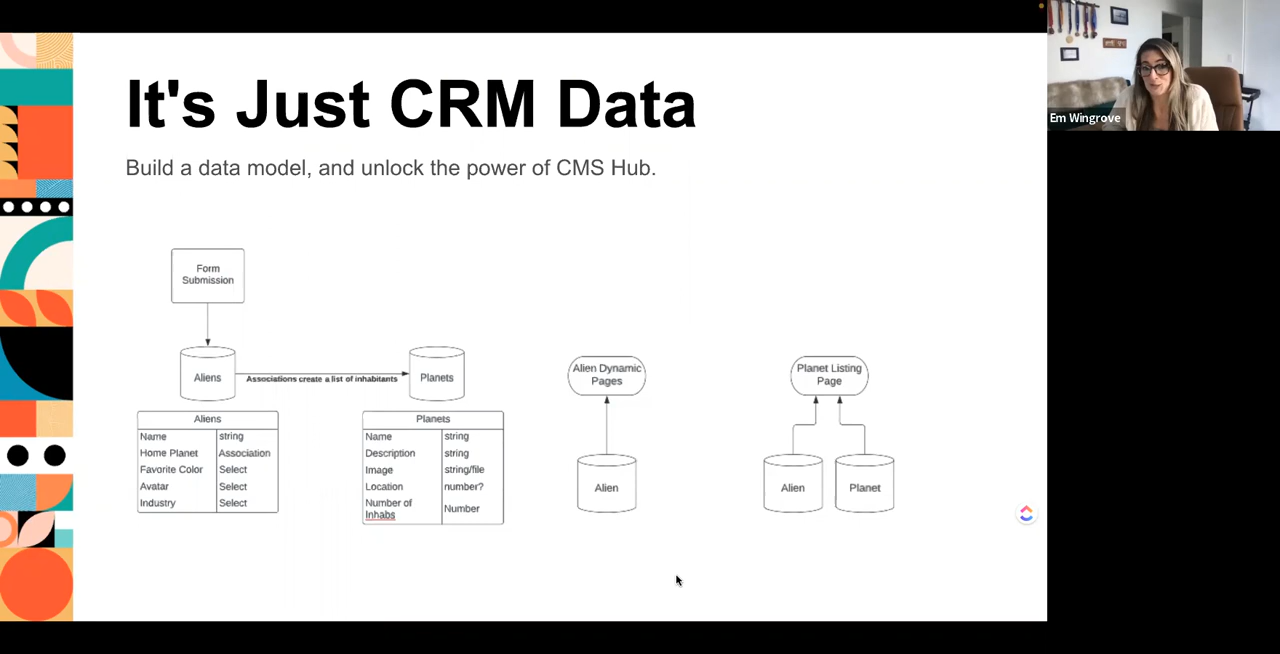 It's Just CRM Data
Build a data model, and unlock the power of CMS Hub.
Em Wingrove
Form
Submission
Aliens
Associations create a list of inhabitants
Planets
Aliens
Name string
Home Planet Association
Favorite Color Select
Avatar Select
Industry Select
Planets
Name string
Description string
Image string/file
Location number?
Number of
Inhabs
Number
Alien Dynamic
Pages
Alien
Planet Listing
Page
Alien
Planet